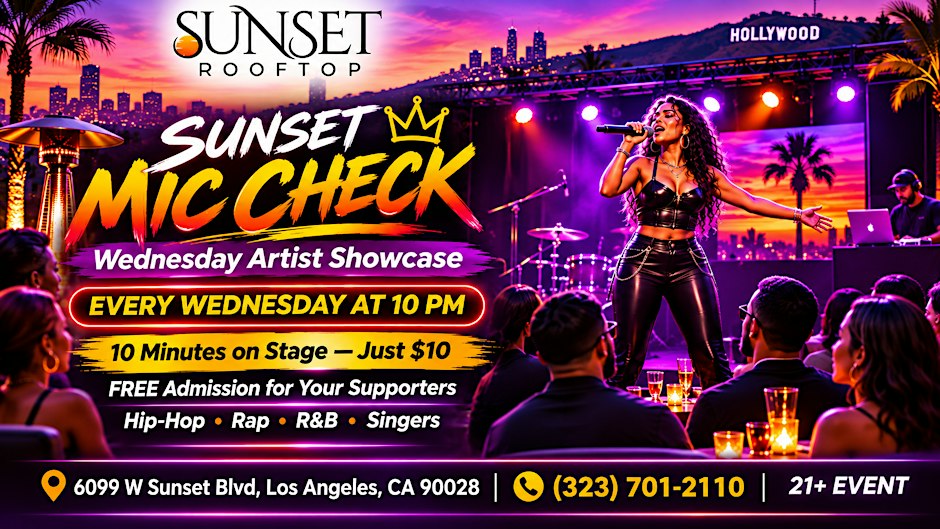 SUNSET
ROOFTOP
HOLLYWOOD
SUNSET
MIC CHECK
Wednesday Artist Showcase
EVERY WEDNESDAY AT 10 PM
10 Minutes on Stage — Just $10
FREE Admission for Your Supporters
Hip-Hop • Rap • R&B • Singers
6099 W Sunset Blvd, Los Angeles, CA 90028 | (323) 701-2110 | 21+ EVENT